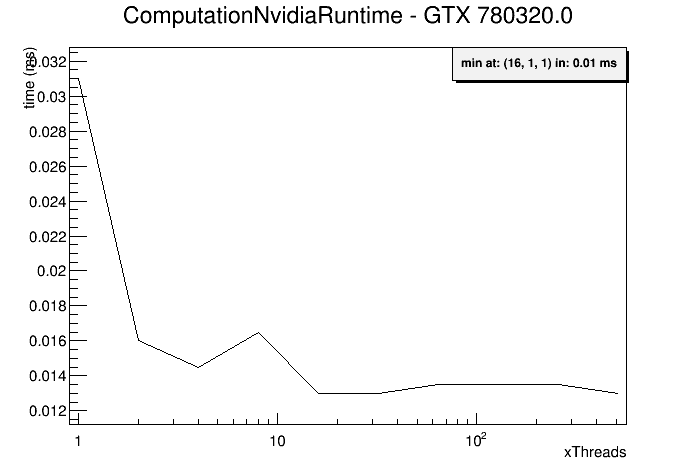 ComputationNvidiaRuntime - GTX 780320.0
time (ms)
min at: (16, 1, 1) in: 0.01 ms
0.032
0.03
0.028
0.026
0.024
0.022
0.02
0.018
0.016
0.014
0.012
1 10 10²
xThreads